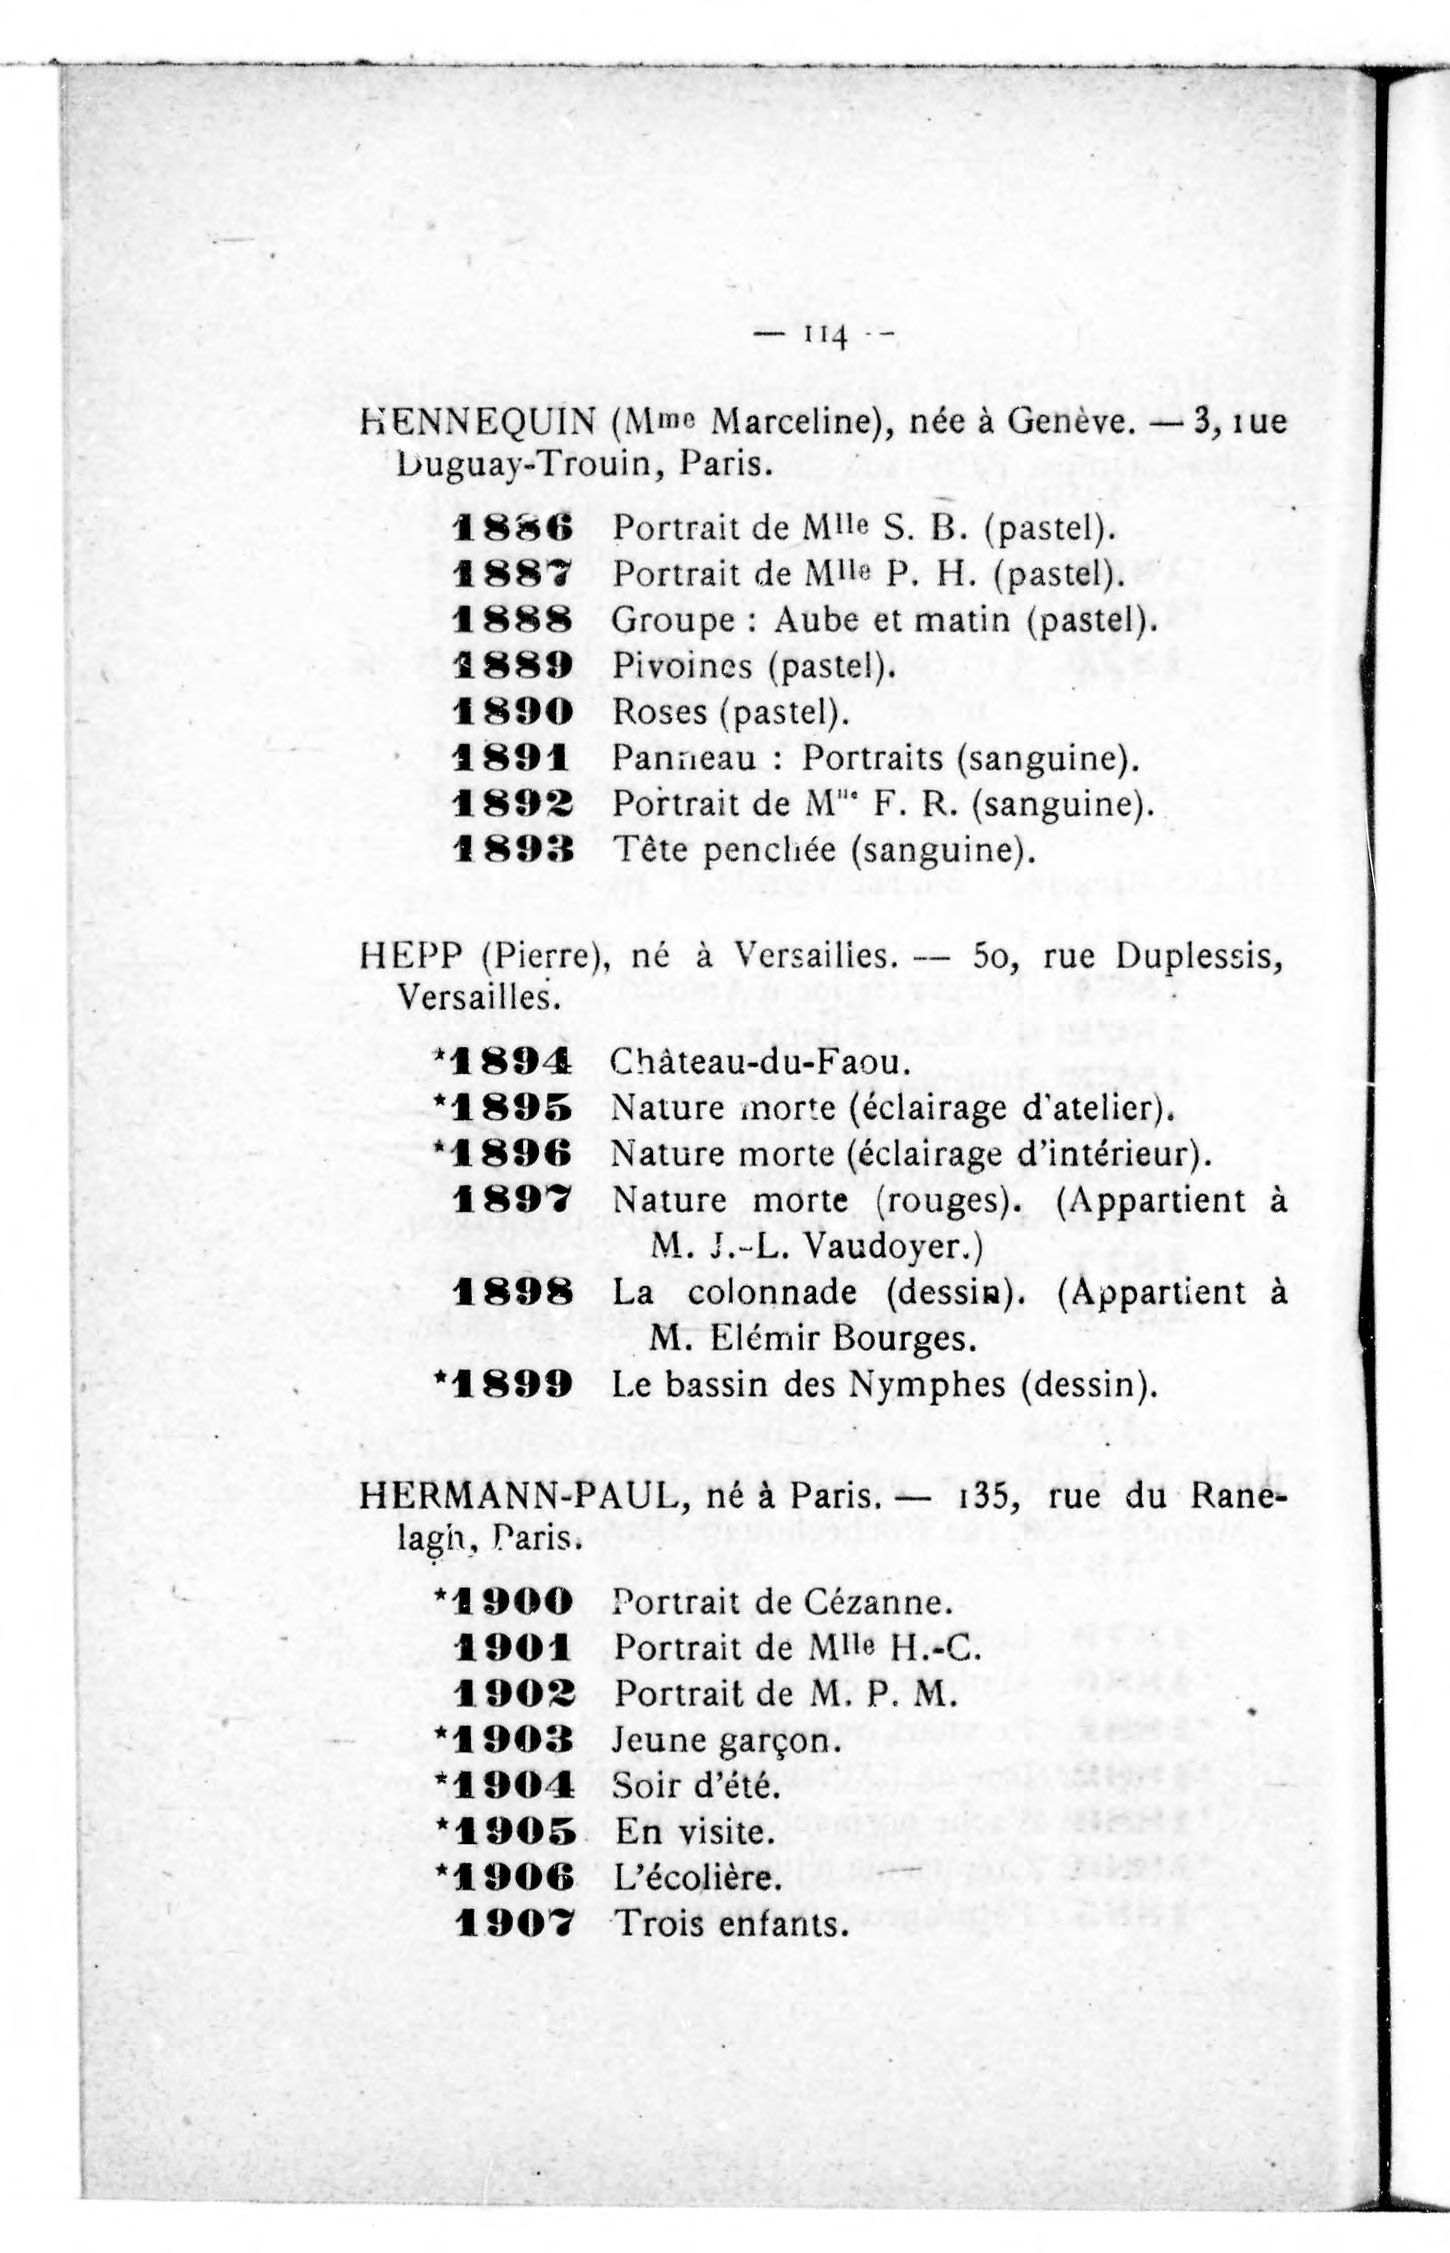 — 114 —
HENNEQUIN (Mme Marceline), née à Genève. — 3, rue
Duguay-Trouin, Paris.
1886 Portrait de Mlle S. B. (pastel).
1887 Portrait de Mlle P. H. (pastel).
1888 Groupe : Aube et matin (pastel).
1889 Pivoines (pastel).
1890 Roses (pastel).
1891 Panneau : Portraits (sanguine).
1892 Portrait de Mlle F. R. (sanguine).
1893 Tête penchée (sanguine).
HEPP (Pierre), né à Versailles. — 50, rue Duplessis,
Versailles.
*1894 Château-du-Faou.
*1895 Nature morte (éclairage d'atelier).
*1896 Nature morte (éclairage d'intérieur).
1897 Nature morte (rouges). (Appartient à
M. J.-L. Vaudoyer.)
1898 La colonnade (dessin). (Appartient à
M. Elémir Bourges.
*1899 Le bassin des Nymphes (dessin).
HERMANN-PAUL, né à Paris. — 135, rue du Rane-
lagh, Paris.
*1900 Portrait de Cézanne.
1901 Portrait de Mlle H.-C.
1902 Portrait de M. P. M.
*1903 Jeune garçon.
*1904 Soir d'été.
*1905 En visite.
*1906 L'écolière.
1907 Trois enfants.